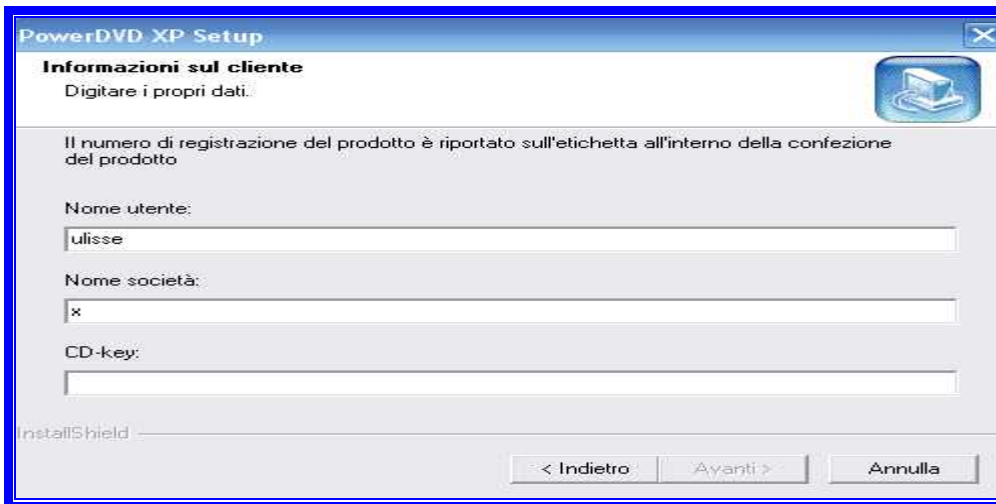 PowerDVD XP Setup
Informazioni sul cliente
Digitare i propri dati.
Il numero di registrazione del prodotto è riportato sull'etichetta all'interno della confezione
del prodotto
Nome utente:
ulisse
Nome società:
x
CD-key:
InstallShield
< Indietro
Avanti >
Annulla